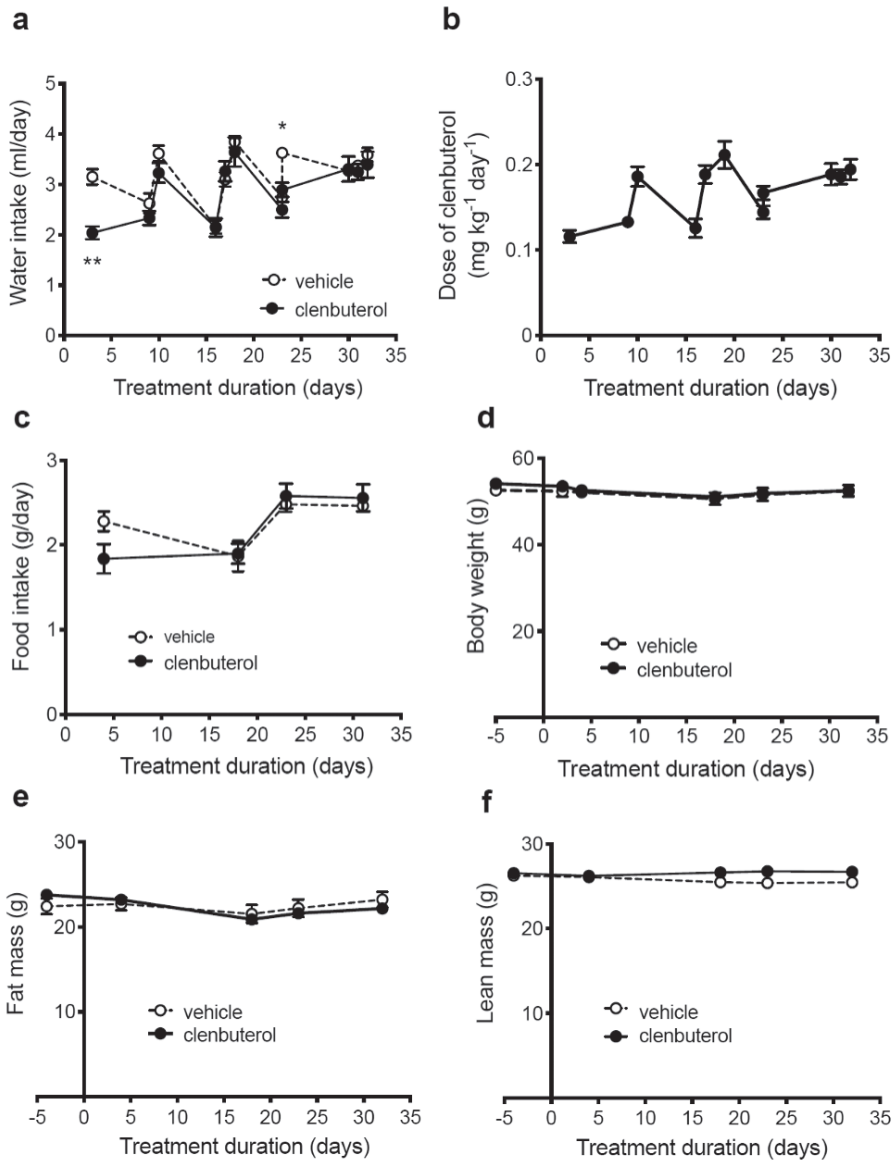 a
Water intake (ml/day)
5
4
3
2
1
0
**
*
vehicle
clenbuterol
0 5 10 15 20 25 30 35
Treatment duration (days)
b
Dose of clenbuterol
(mg kg-1 day-1)
0.3
0.2
0.1
0.0
0 5 10 15 20 25 30 35
Treatment duration (days)
c
Food intake (g/day)
3
2
1
0
vehicle
clenbuterol
0 5 10 15 20 25 30 35
Treatment duration (days)
d
Body weight (g)
60
40
20
vehicle
clenbuterol
-5 0 5 10 15 20 25 30 35
Treatment duration (days)
e
Fat mass (g)
30
20
10
vehicle
clenbuterol
-5 0 5 10 15 20 25 30 35
Treatment duration (days)
f
Lean mass (g)
30
20
10
vehicle
clenbuterol
-5 0 5 10 15 20 25 30 35
Treatment duration (days)